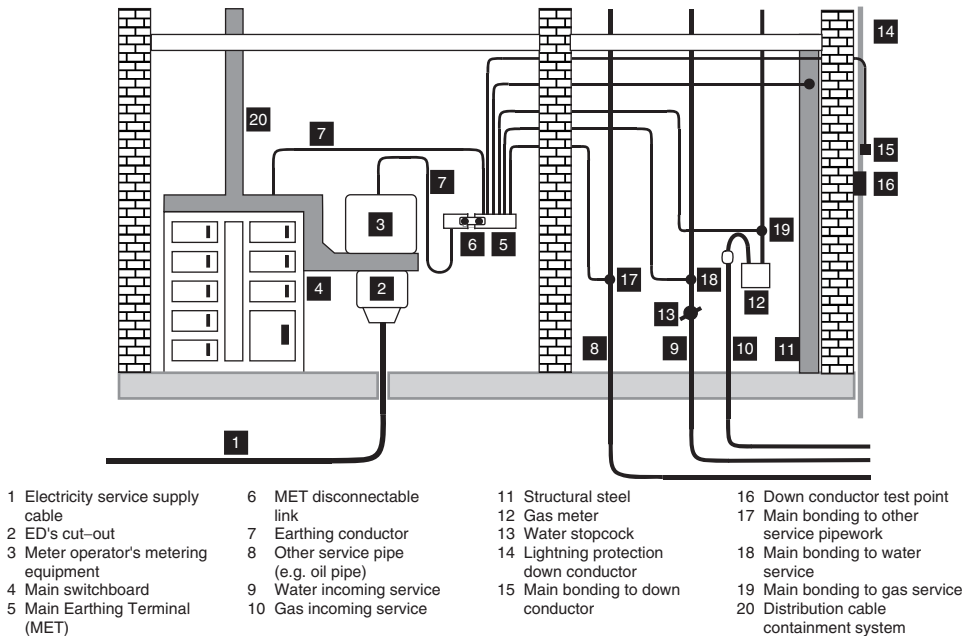 14
20
7
15
7
16
3
19
6
5
17
18
12
4
2
13
8
9
10
11
1
1 Electricity service supply
cable
2 ED's cut–out
3 Meter operator's metering
equipment
4 Main switchboard
5 Main Earthing Terminal
(MET)
6 MET disconnectable
link
7 Earthing conductor
8 Other service pipe
(e.g. oil pipe)
9 Water incoming service
10 Gas incoming service
11 Structural steel
12 Gas meter
13 Water stopcock
14 Lightning protection
down conductor
15 Main bonding to down
conductor
16 Down conductor test point
17 Main bonding to other
service pipework
18 Main bonding to water
service
19 Main bonding to gas service
20 Distribution cable
containment system